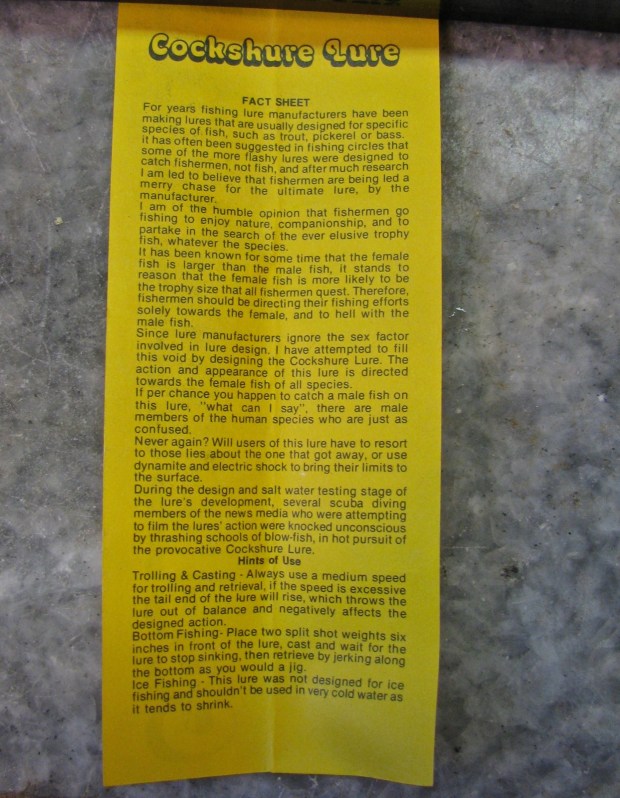 Cockshure Lure
FACT SHEET
For years fishing lure manufacturers have been
making lures that are usually designed for specific
species of fish, such as trout, pickerel or bass.
it has often been suggested in fishing circles that
some of the more flashy lures were designed to
catch fishermen, not fish, and after much research
I am led to believe that fishermen are being led a
merry chase for the ultimate lure, by the
manufacturer.
I am of the humble opinion that fishermen go
fishing to enjoy nature, companionship, and to
partake in the search of the ever elusive trophy
fish, whatever the species.
It has been known for some time that the female
fish is larger than the male fish, it stands to
reason that the female fish is more likely to be
the trophy size that all fishermen quest. Therefore,
fishermen should be directing their fishing efforts
solely towards the female, and to hell with the
male fish.
Since lure manufacturers ignore the sex factor
involved in lure design. I have attempted to fill
this void by designing the Cockshure Lure. The
action and appearance of this lure is directed
towards the female fish of all species.
If per chance you happen to catch a male fish on
this lure, "what can I say", there are male
members of the human species who are just as
confused.
Never again? Will users of this lure have to resort
to those lies about the one that got away, or use
dynamite and electric shock to bring their limits to
the surface.
During the design and salt water testing stage of
the lure's development, several scuba diving
members of the news media who were attempting
to film the lures' action were knocked unconscious
by thrashing schools of blow-fish, in hot pursuit of
the provocative Cockshure Lure.
Hints of Use
Trolling & Casting - Always use a medium speed
for trolling and retrieval, if the speed is excessive
the tail end of the lure will rise, which throws the
lure out of balance and negatively affects the
designed action.
Bottom Fishing- Place two split shot weights six
inches in front of the lure, cast and wait for the
lure to stop sinking, then retrieve by jerking along
the bottom as you would a jig.
Ice Fishing - This lure was not designed for ice
fishing and shouldn't be used in very cold water as
it tends to shrink.